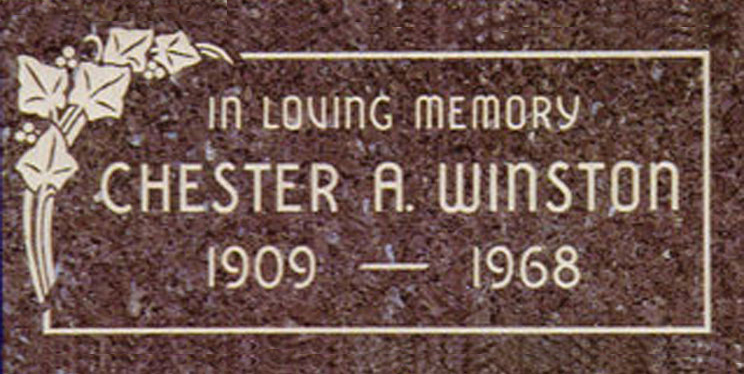 IN LOVING MEMORY
CHESTER A. WINSTON
1909 — 1968